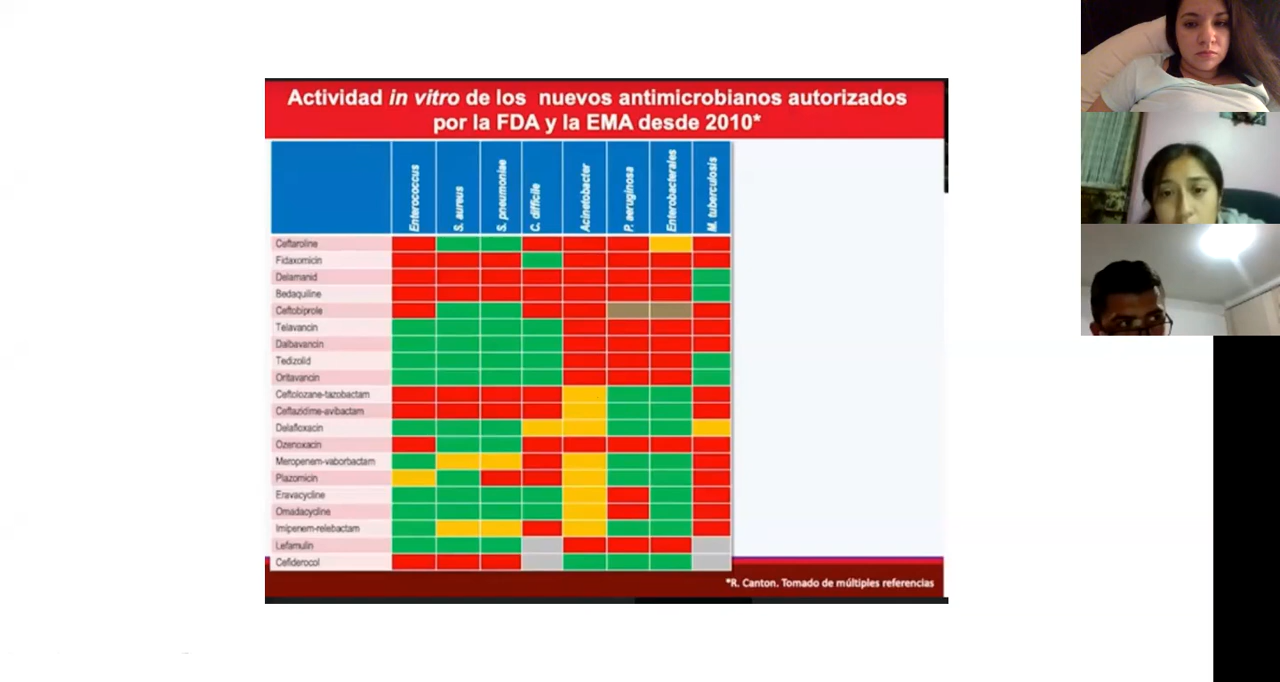 Actividad in vitro de los nuevos antimicrobianos autorizados
por la FDA y la EMA desde 2010*
Enterococcus
S. aureus
S. pneumoniae
C. difficile
Acinetobacter
P. aeruginosa
Enterobacterales
M. tuberculosis
Ceftaroline
Fidaxomicin
Delamanid
Bedaquiline
Ceftobiprole
Telavancin
Dalbavancin
Tedizolid
Oritavancin
Ceftolozane-tazobactam
Ceftazidime-avibactam
Delafloxacin
Ozenoxacin
Meropenem-vaborbactam
Plazomicin
Eravacycline
Omadacycline
Imipenem-relebactam
Lefamulin
Cefiderocol
*R. Canton. Tomado de múltiples referencias